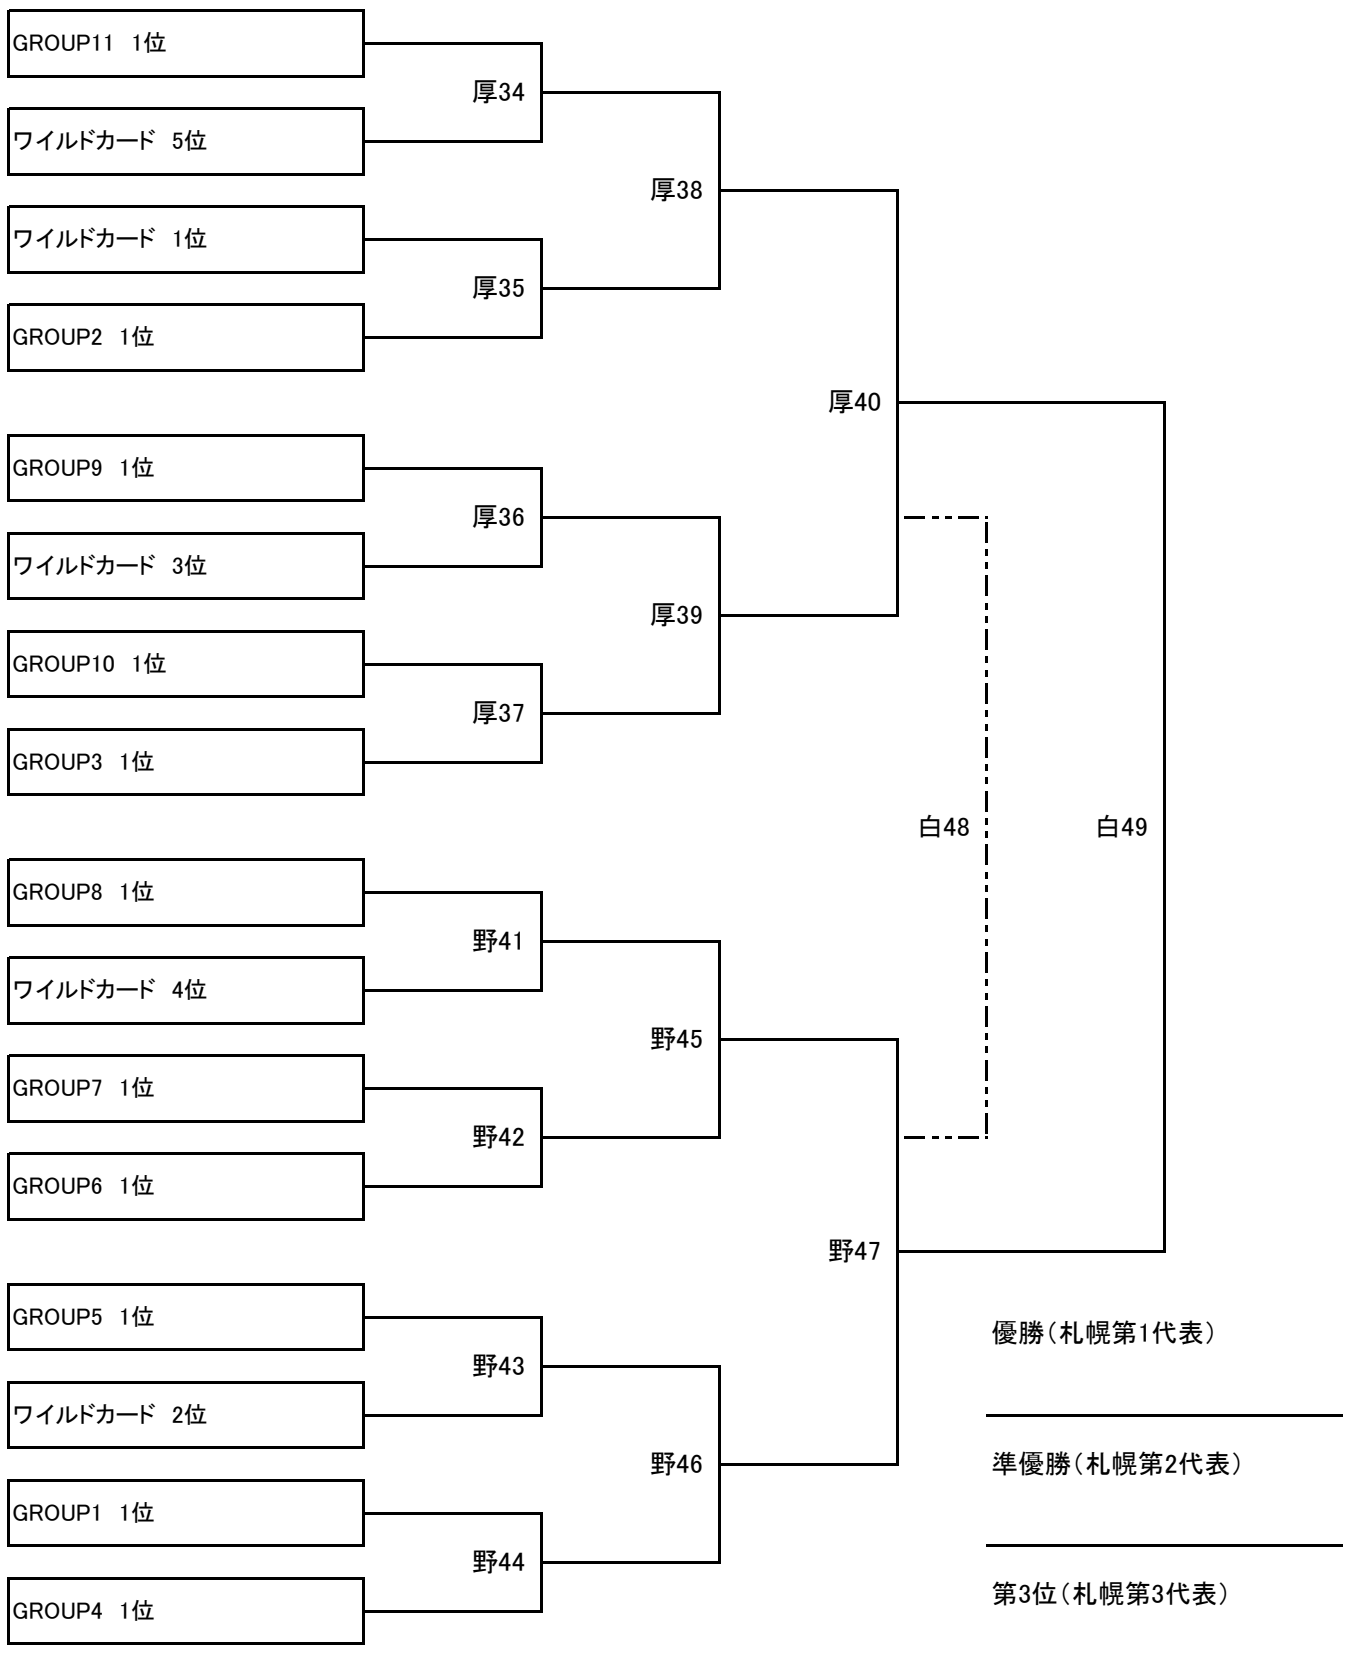 GROUP11　1位
厚34
ワイルドカード　5位
厚38
ワイルドカード　1位
厚35
GROUP2　1位
厚40
GROUP9　1位
厚36
ワイルドカード　3位
厚39
GROUP10　1位
厚37
GROUP3　1位
白48
白49
GROUP8　1位
野41
ワイルドカード　4位
野45
GROUP7　1位
野42
GROUP6　1位
野47
GROUP5　1位
優勝（札幌第1代表）
野43
ワイルドカード　2位
野46
準優勝（札幌第2代表）
GROUP1　1位
野44
第3位（札幌第3代表）
GROUP4　1位